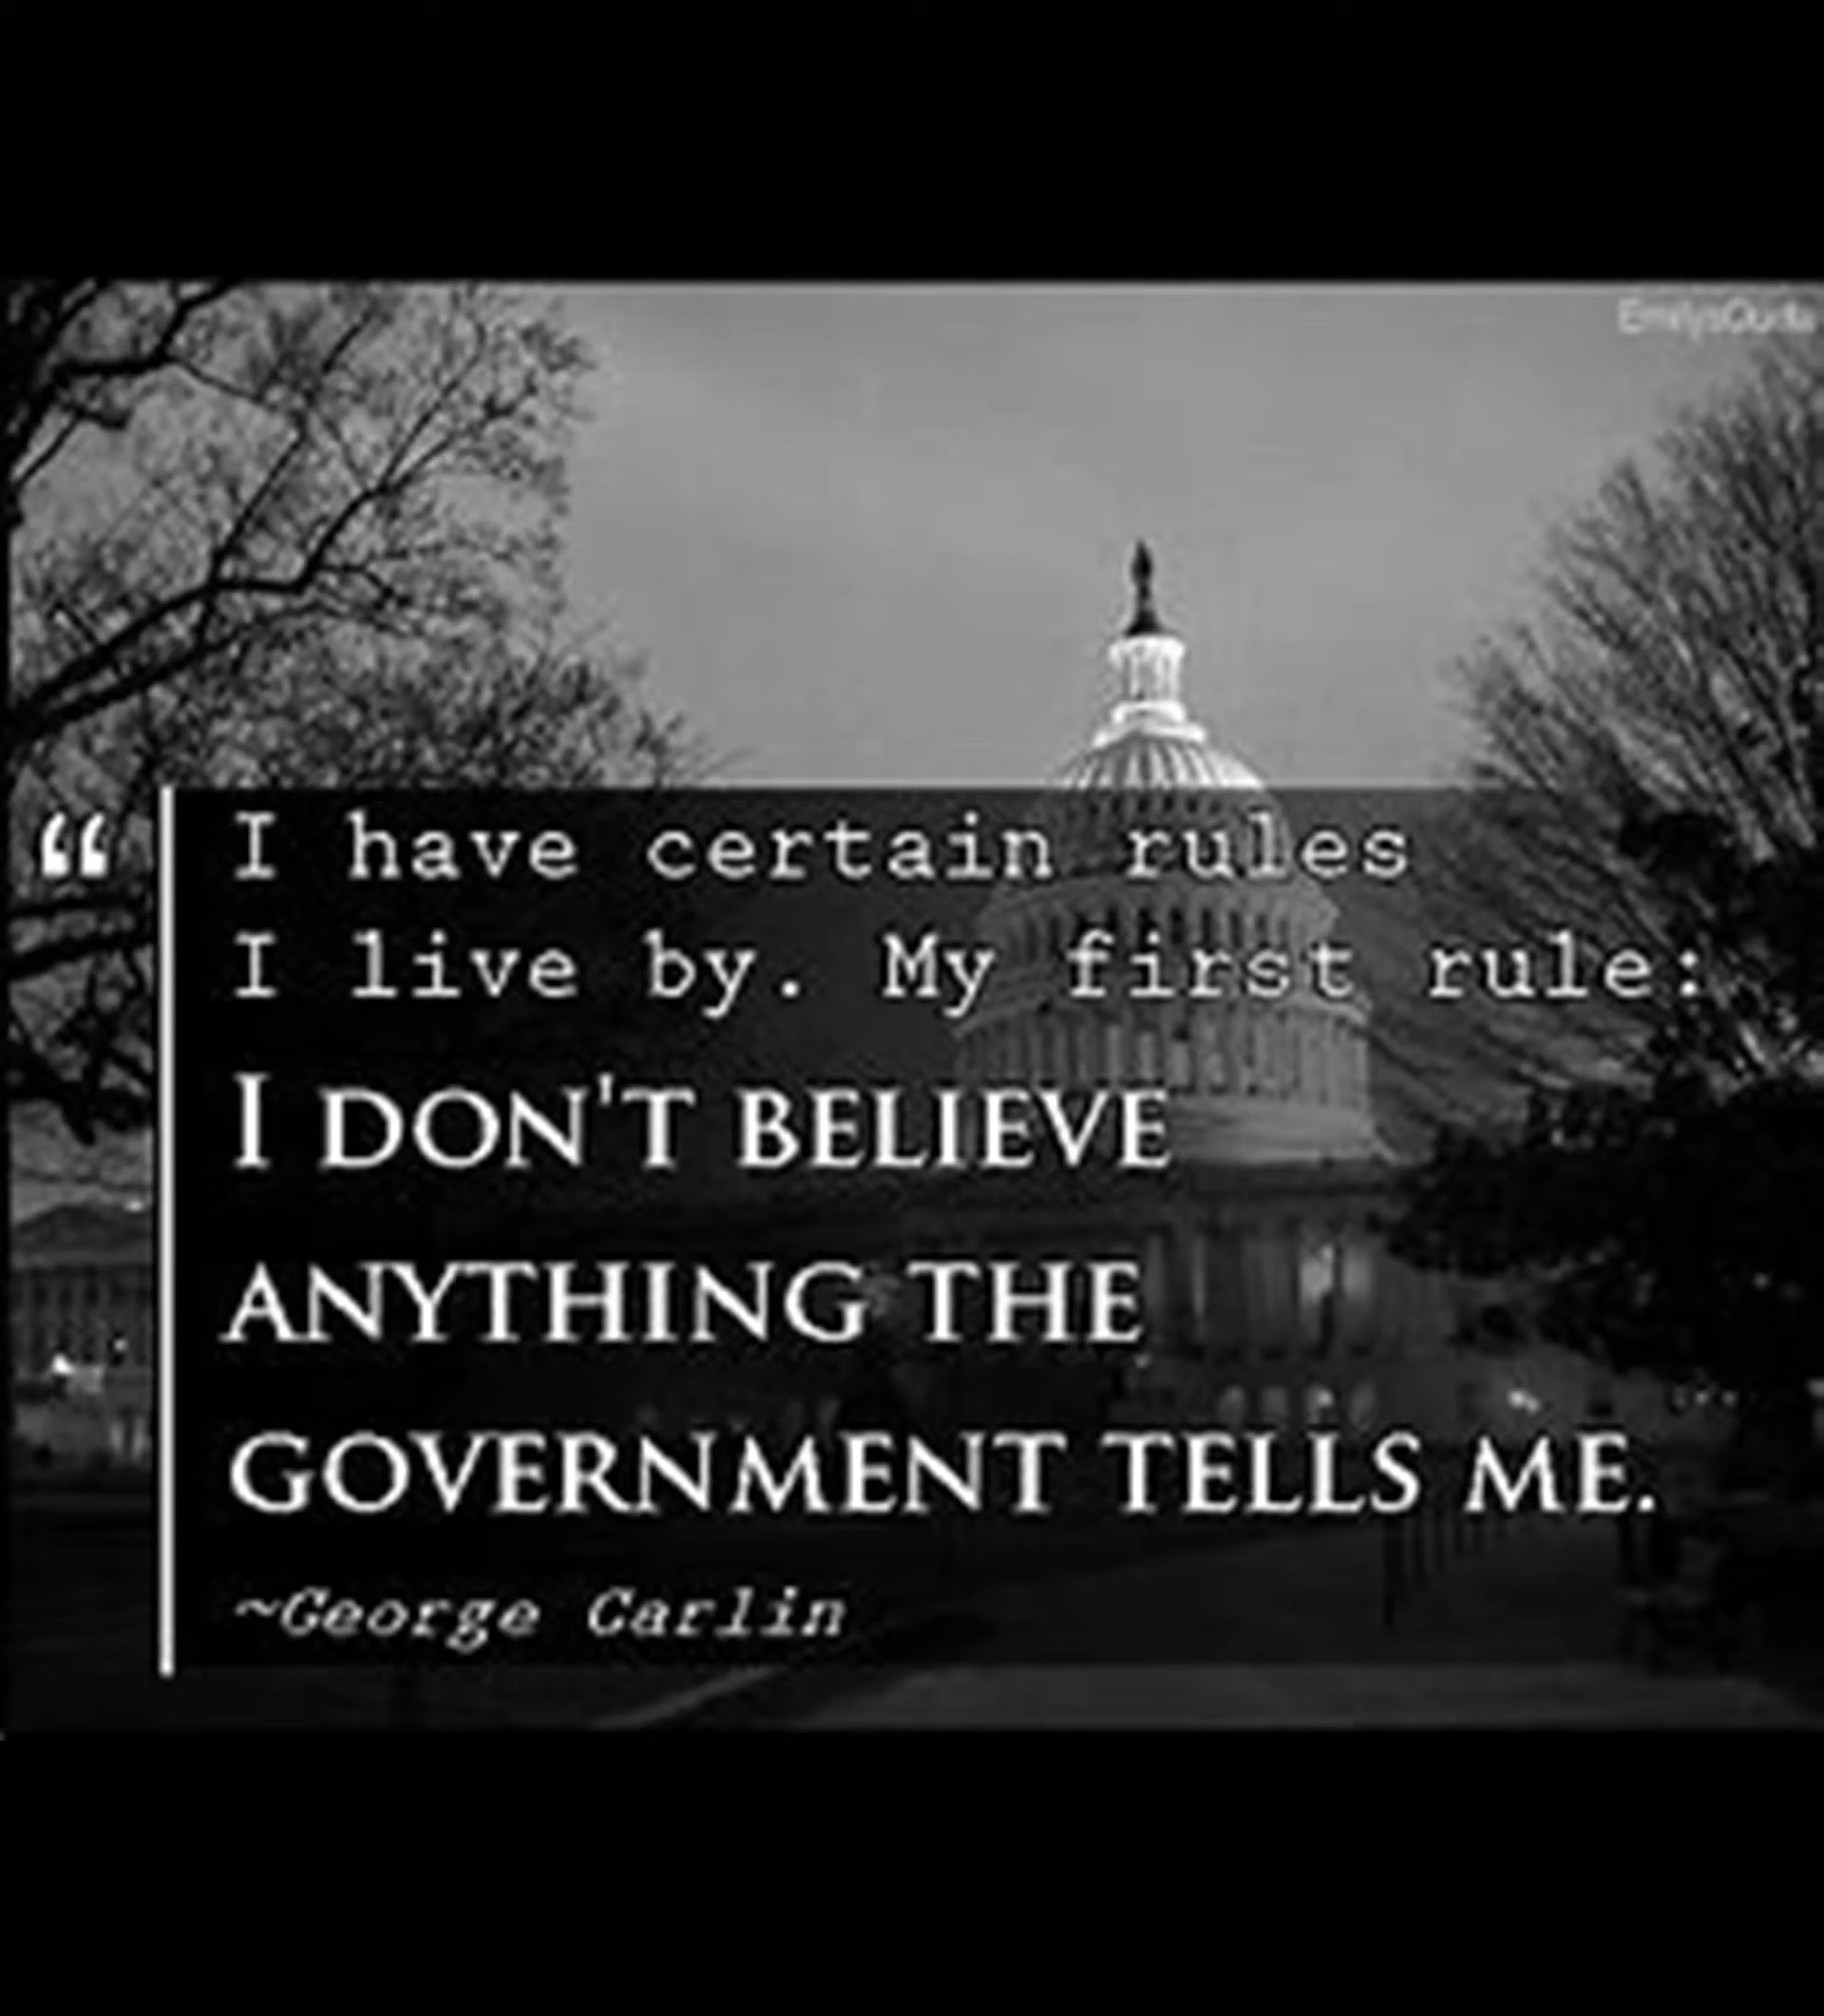 “ I have certain rules
I live by. My first rule:
I DON'T BELIEVE
ANYTHING THE
GOVERNMENT TELLS ME.
~George Carlin